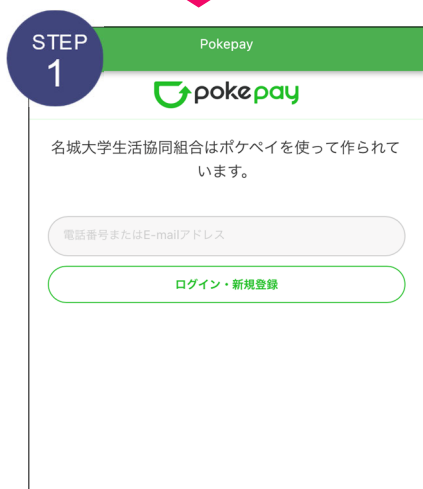 STEP
1
Pokepay
pokepay
名城大学生活協同組合はポケペイを使って作られて
います。
電話番号またはE-mailアドレス
ログイン・新規登録